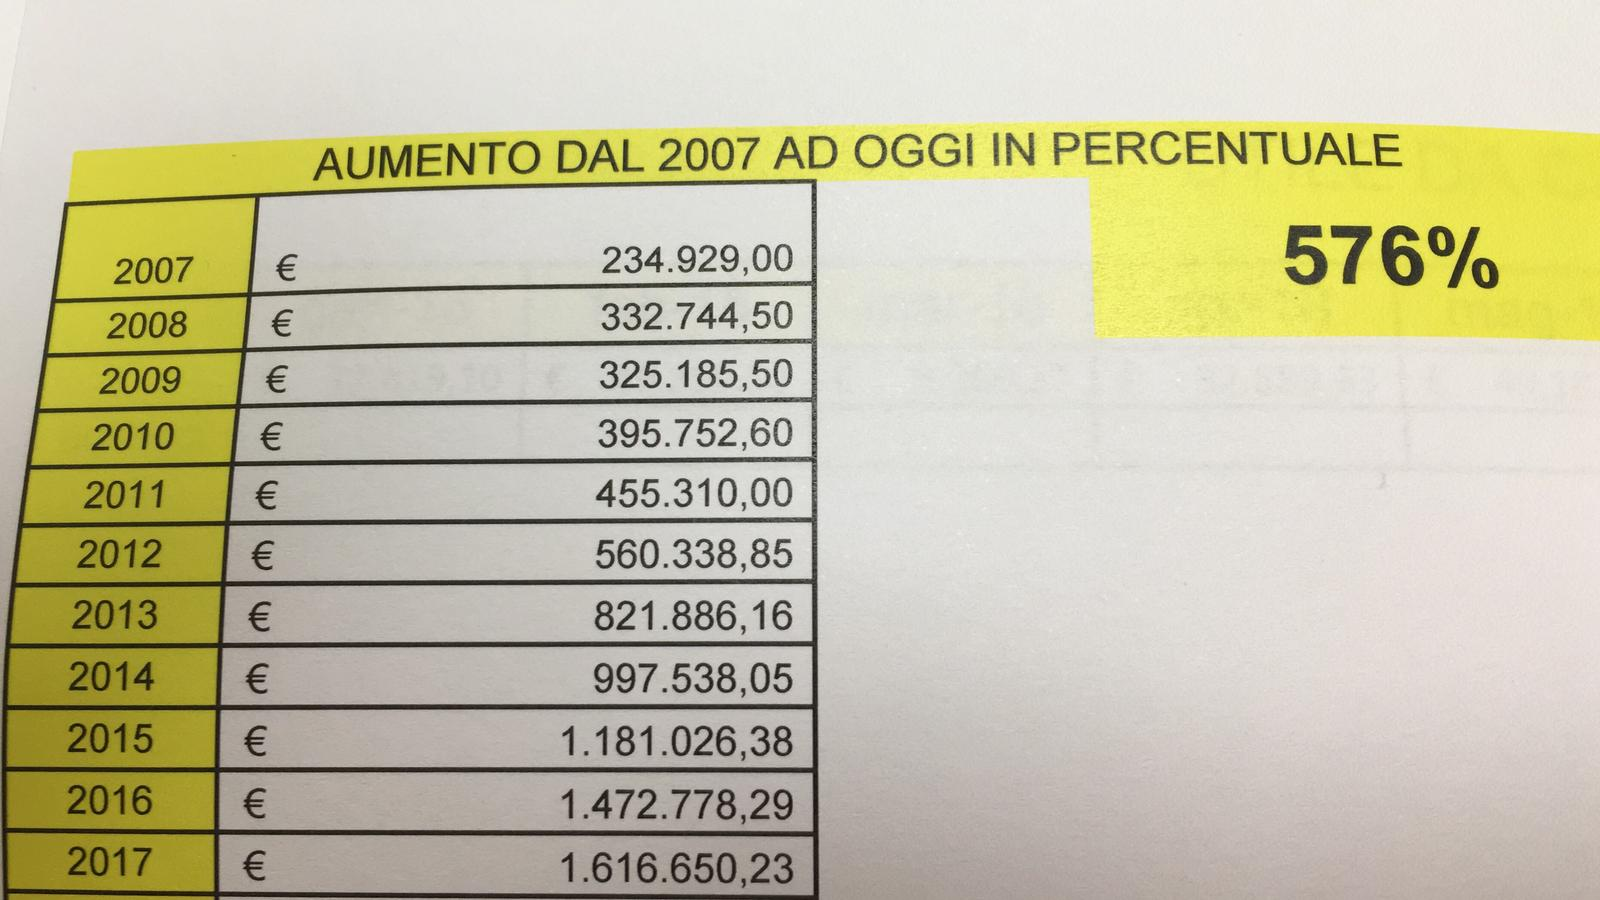 AUMENTO DAL 2007 AD OGGI IN PERCENTUALE
576%
2007 € 234.929,00
2008 € 332.744,50
2009 € 325.185,50
2010 € 395.752,60
2011 € 455.310,00
2012 € 560.338,85
2013 € 821.886,16
2014 € 997.538,05
2015 € 1.181.026,38
2016 € 1.472.778,29
2017 € 1.616.650,23